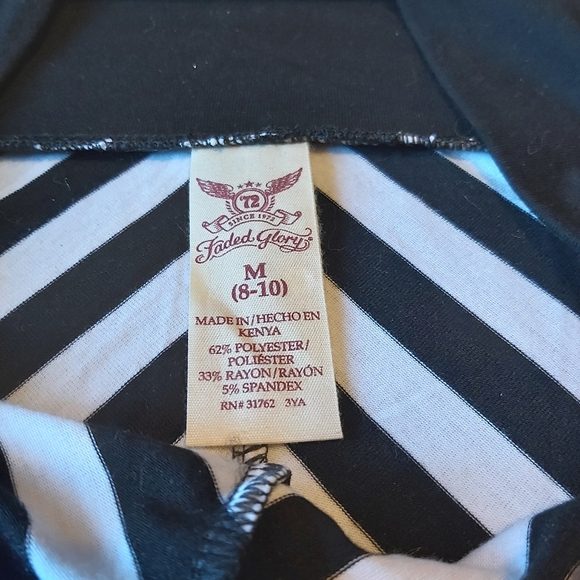 '72
SINCE 1972
Faded Glory®
M
(8-10)
MADE IN/HECHO EN
KENYA
62% POLYESTER/
POLIÉSTER
33% RAYON/RAYÓN
5% SPANDEX
RN# 31762 3YA